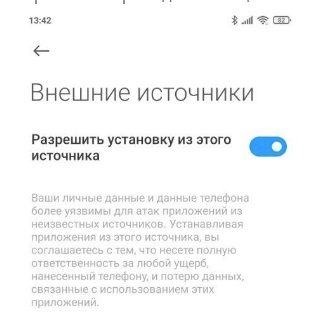 13:42
82
Внешние источники
Разрешить установку из этого
источника
Ваши личные данные и данные телефона
более уязвимы для атак приложений из
неизвестных источников. Устанавливая
приложения из этого источника, вы
соглашаетесь с тем, что несете полную
ответственность за любой ущерб,
нанесенный телефону, и потерю данных,
связанные с использованием этих
приложений.